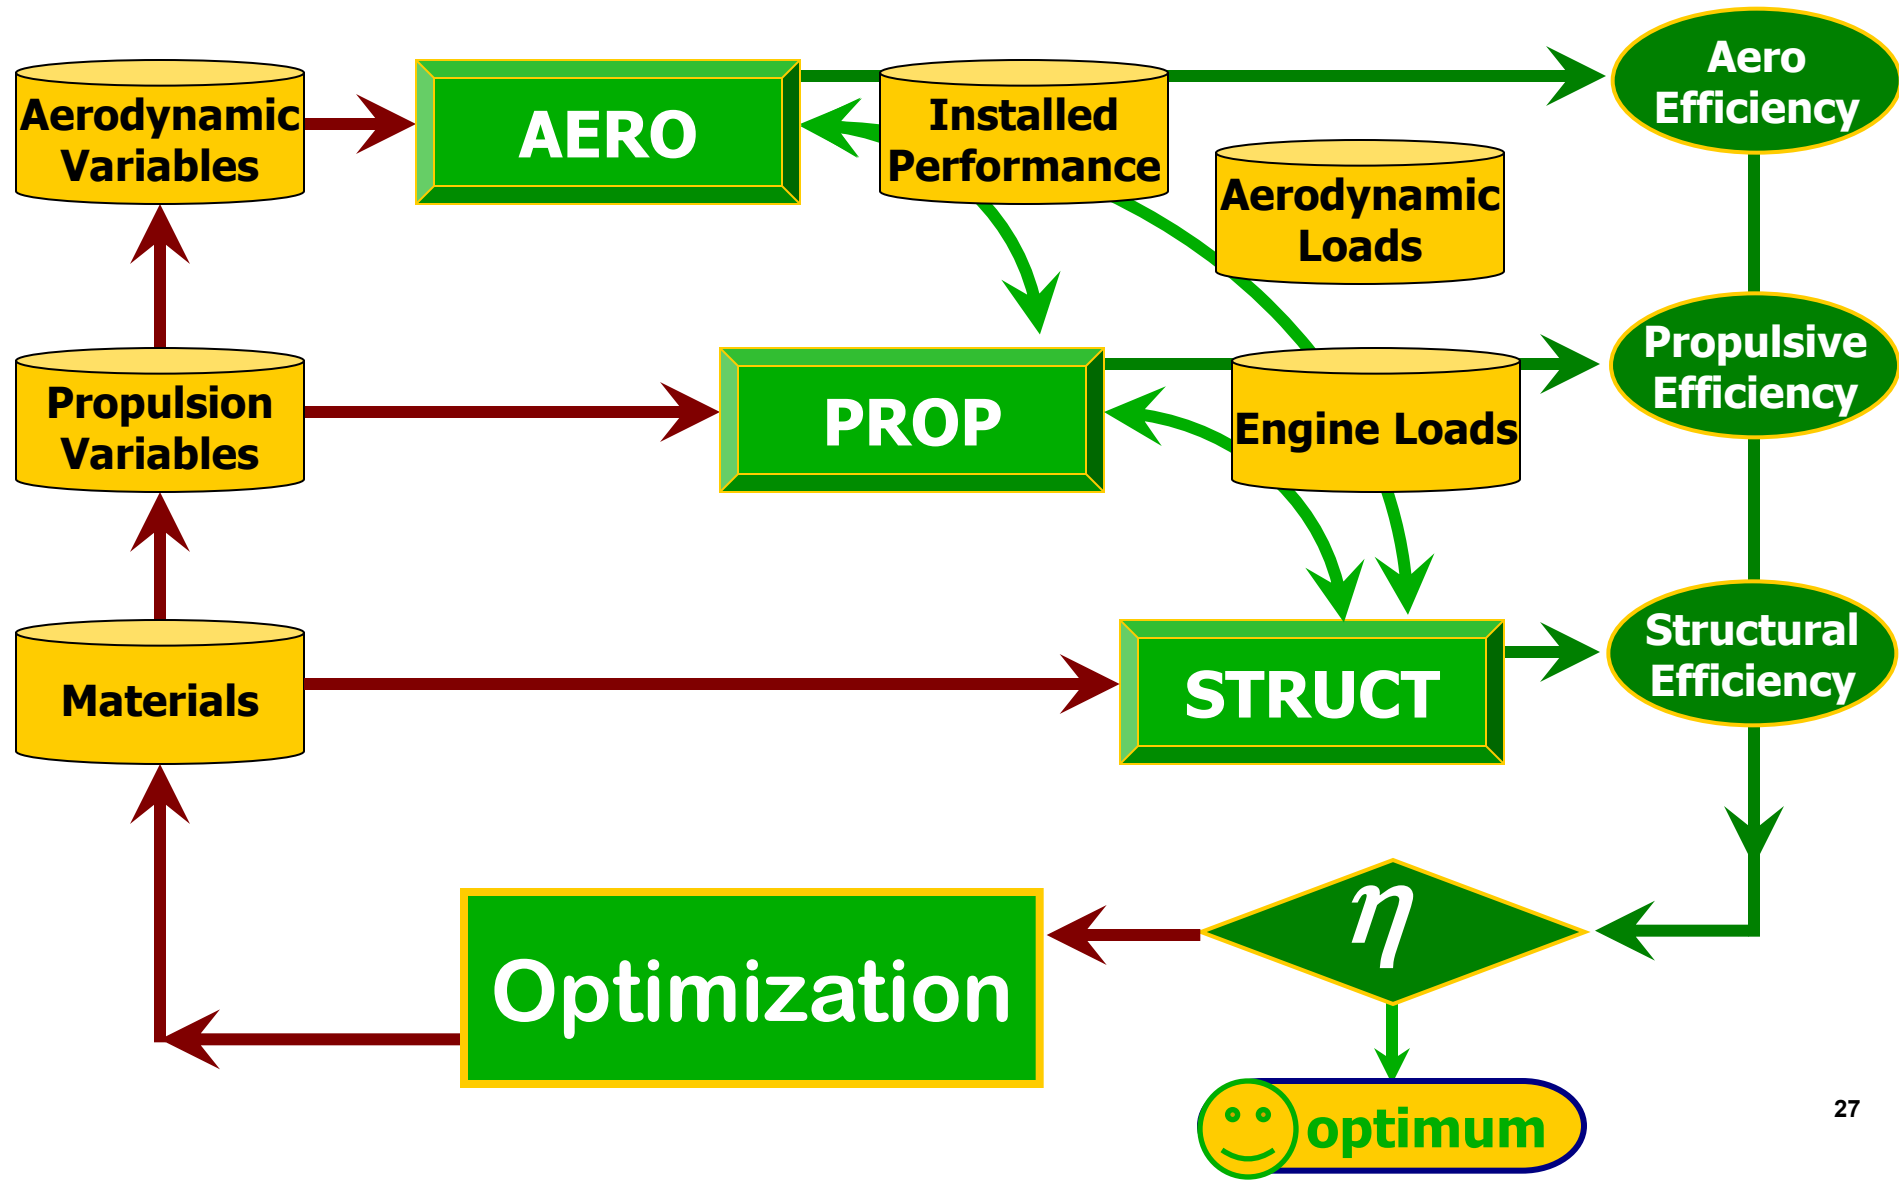 Aerodynamic
Variables
AERO
Installed
Performance
Aerodynamic
Loads
Aero
Efficiency
Propulsion
Variables
PROP
Engine Loads
Propulsive
Efficiency
Materials
STRUCT
Structural
Efficiency
Optimization
η
optimum
27